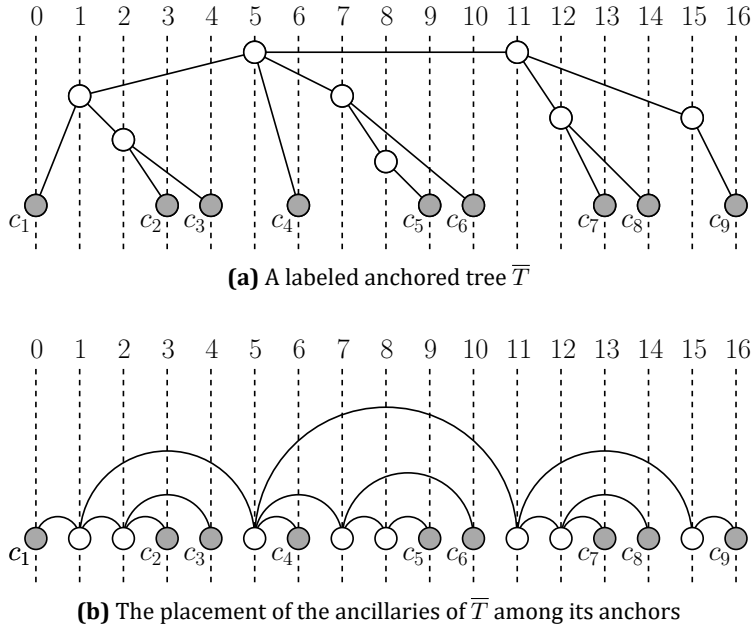 0 1 2 3 4 5 6 7 8 9 10 11 12 13 14 15 16
c₁ c₂ c₃ c₄ c₅ c₆ c₇ c₈ c₉
(a) A labeled anchored tree T̅
0 1 2 3 4 5 6 7 8 9 10 11 12 13 14 15 16
c₁ c₂ c₃ c₄ c₅ c₆ c₇ c₈ c₉
(b) The placement of the ancillaries of T̅ among its anchors